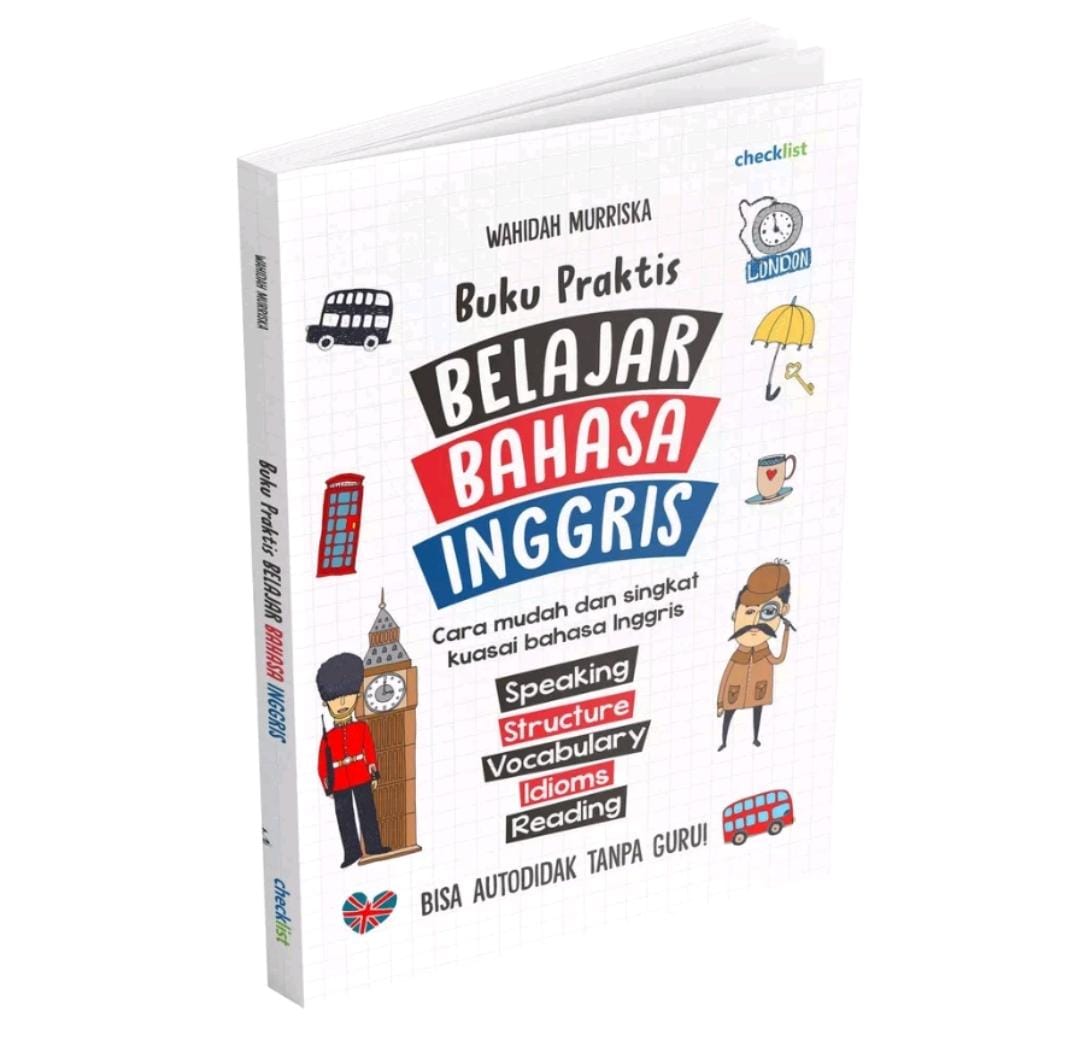 checklist
WAHIDAH MURRISKA
Buku Praktis
BELAJAR
BAHASA
INGGRIS
Cara mudah dan singkat
kuasai bahasa Inggris
Speaking
Structure
Vocabulary
Idioms
Reading
BISA AUTODIDAK TANPA GURU!
LONDON
WAHIDAH MURRISKA
Buku Praktis BELAJAR BAHASA INGGRIS
checklist